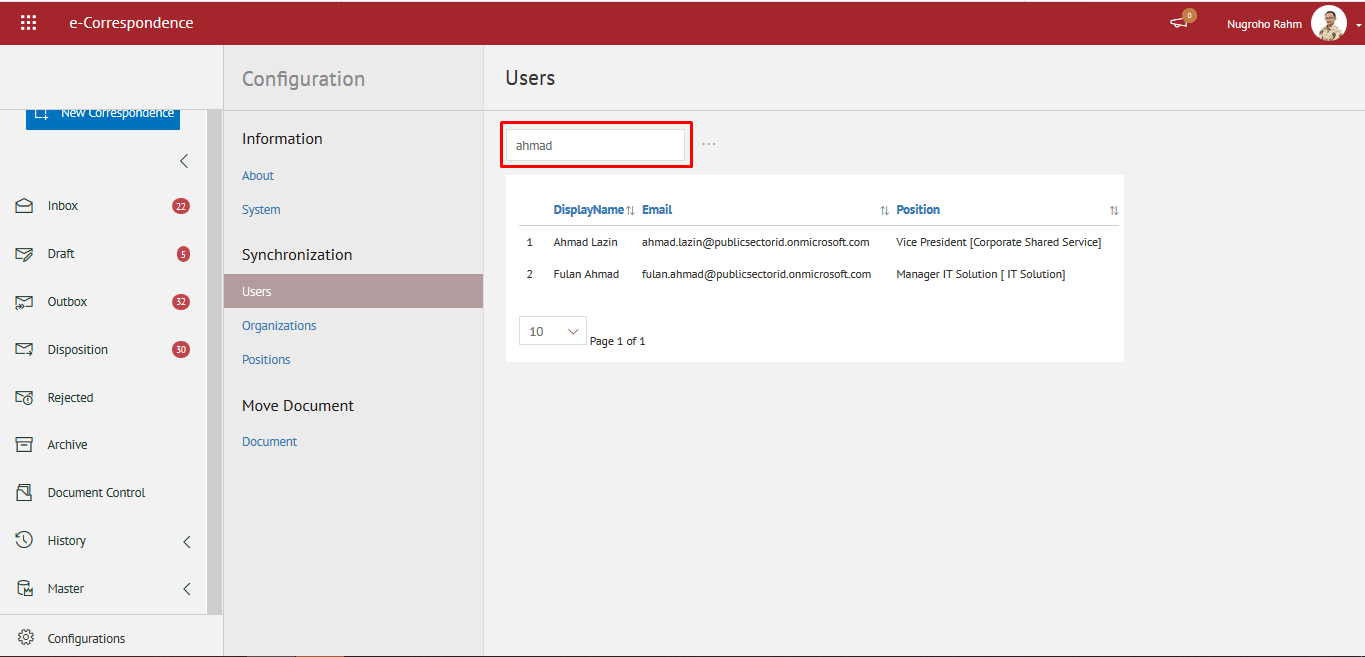 e-Correspondence
0
Nugroho Rahm
New Correspondence
Inbox 22
Draft 5
Outbox 32
Disposition 30
Rejected
Archive
Document Control
History
Master
Configurations
Configuration
Information
About
System
Synchronization
Users
Organizations
Positions
Move Document
Document
Users
ahmad
...
DisplayName Email Position
1 Ahmad Lazin ahmad.lazin@publicsectorid.onmicrosoft.com Vice President [Corporate Shared Service]
2 Fulan Ahmad fulan.ahmad@publicsectorid.onmicrosoft.com Manager IT Solution [ IT Solution]
10 Page 1 of 1